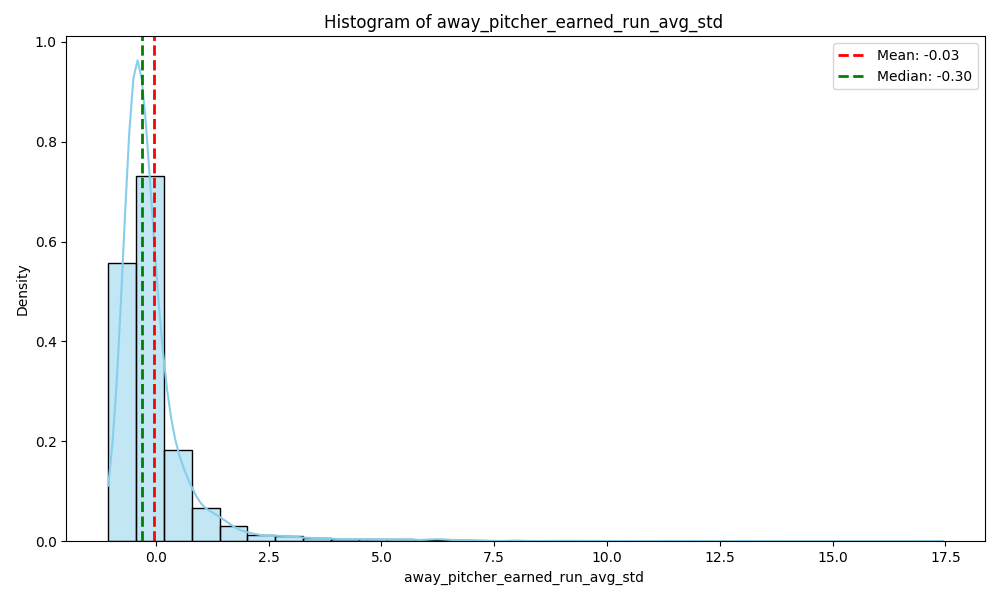 Histogram of away_pitcher_earned_run_avg_std
Mean: -0.03
Median: -0.30
1.0
0.8
0.6
0.4
0.2
0.0
Density
0.0 2.5 5.0 7.5 10.0 12.5 15.0 17.5
away_pitcher_earned_run_avg_std